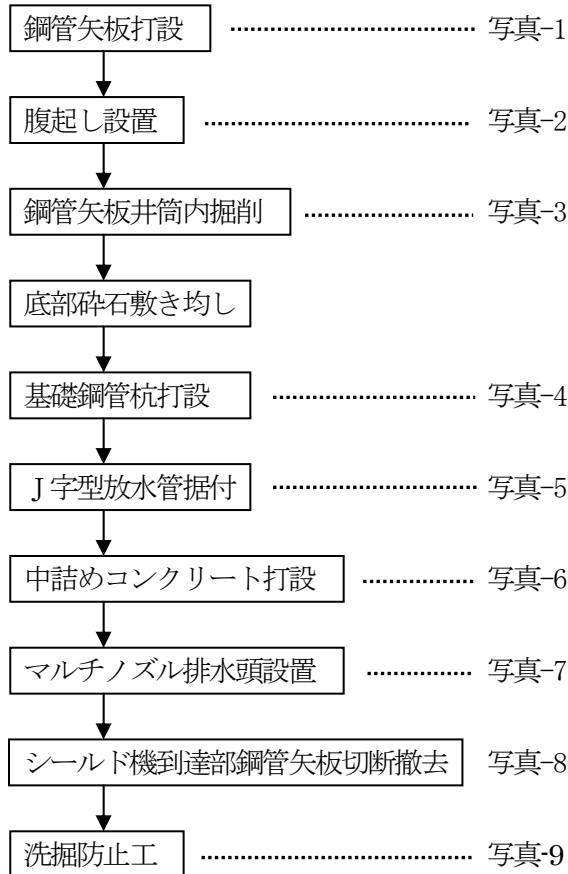 鋼管矢板打設 写真-1
腹起し設置 写真-2
鋼管矢板井筒内掘削 写真-3
底部砕石敷き均し
基礎鋼管杭打設 写真-4
J字型放水管据付 写真-5
中詰めコンクリート打設 写真-6
マルチノズル排水頭設置 写真-7
シールド機到達部鋼管矢板切断撤去 写真-8
洗掘防止工 写真-9